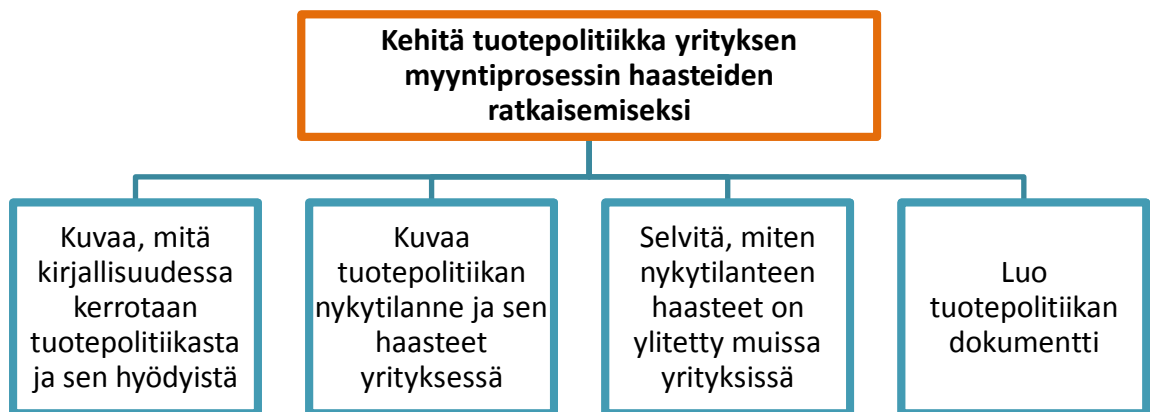 Kehitä tuotepolitiikka yrityksen
myyntiprosessin haasteiden
ratkaisemiseksi
Kuvaa, mitä
kirjallisuudessa
kerrotaan
tuotepolitiikasta
ja sen hyödyistä
Kuvaa
tuotepolitiikan
nykytilanne ja sen
haasteet
yrityksessä
Selvitä, miten
nykytilanteen
haasteet on
ylitetty muissa
yrityksissä
Luo
tuotepolitiikan
dokumentti